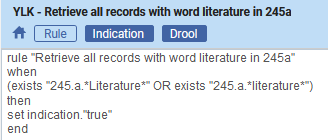 YLK - Retrieve all records with word literature in 245a
Rule Indication Drool
rule "Retrieve all records with word literature in 245a"
when
(exists "245.a.*Literature*" OR exists "245.a.*literature*")
then
set indication."true"
end